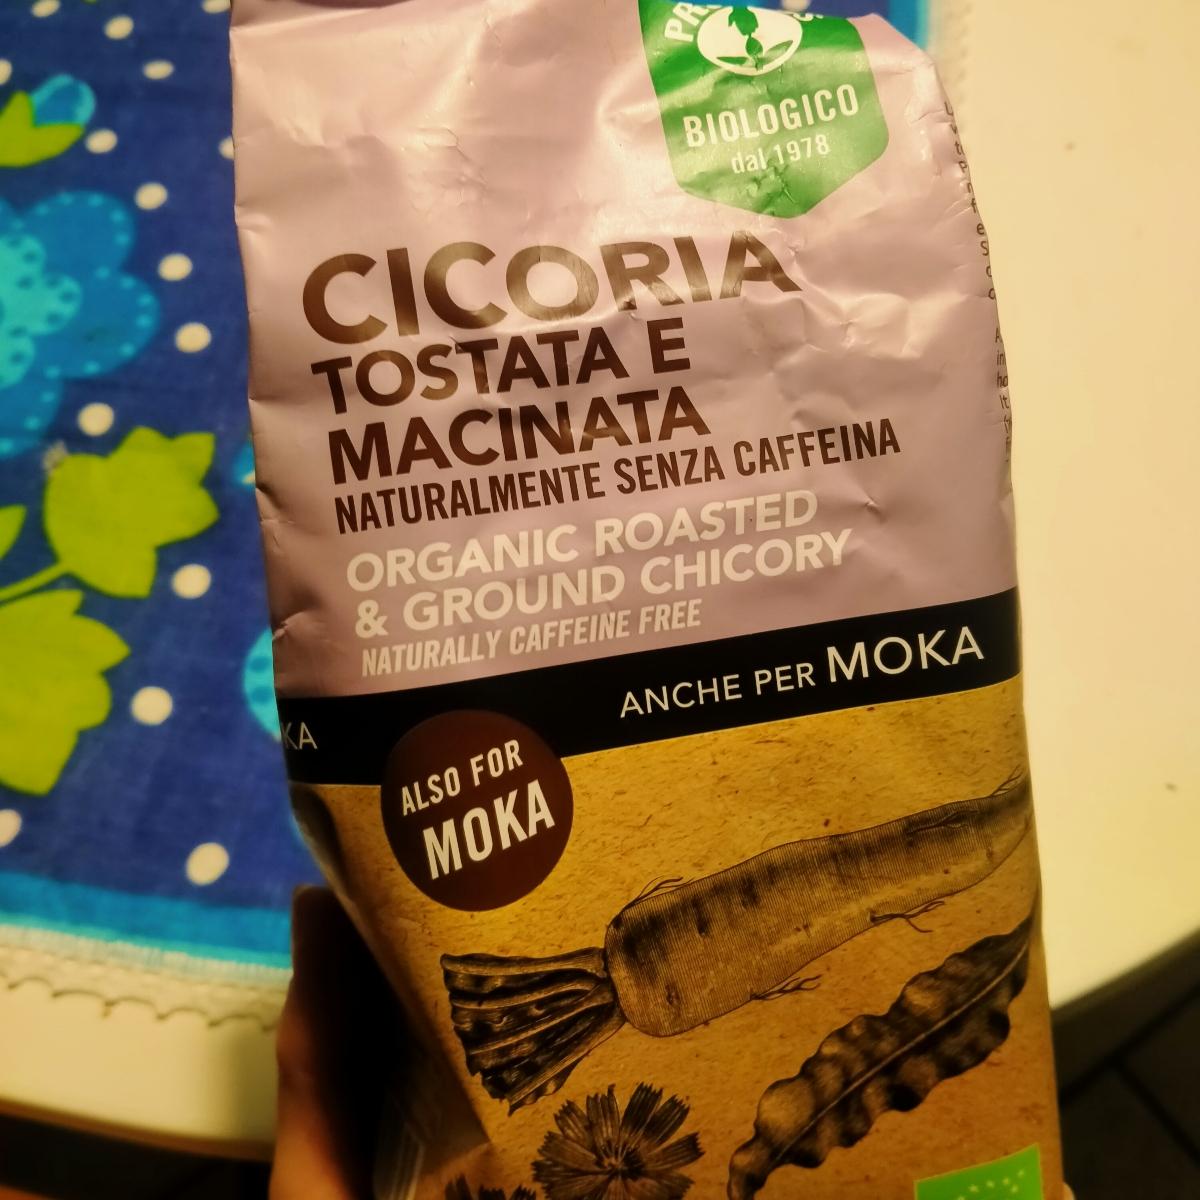 BIOLOGICO
dal 1978
CICORIA
TOSTATA E
MACINATA
NATURALMENTE SENZA CAFFEINA
ORGANIC ROASTED
& GROUND CHICORY
NATURALLY CAFFEINE FREE
ANCHE PER MOKA
KA
ALSO FOR
MOKA